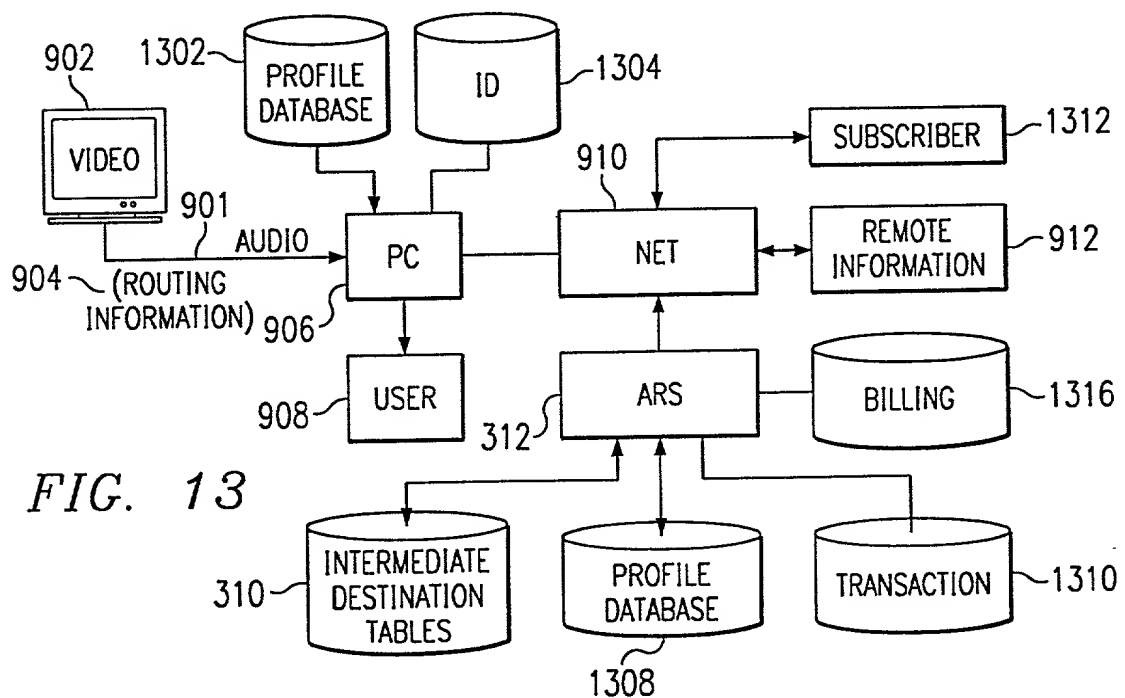 1302
PROFILE
DATABASE
ID
1304
902
VIDEO
901
AUDIO
904
(ROUTING
INFORMATION)
PC
906
910
NET
SUBSCRIBER
1312
REMOTE
INFORMATION
912
908
USER
312
ARS
BILLING
1316
FIG. 13
310
INTERMEDIATE
DESTINATION
TABLES
PROFILE
DATABASE
1308
TRANSACTION
1310